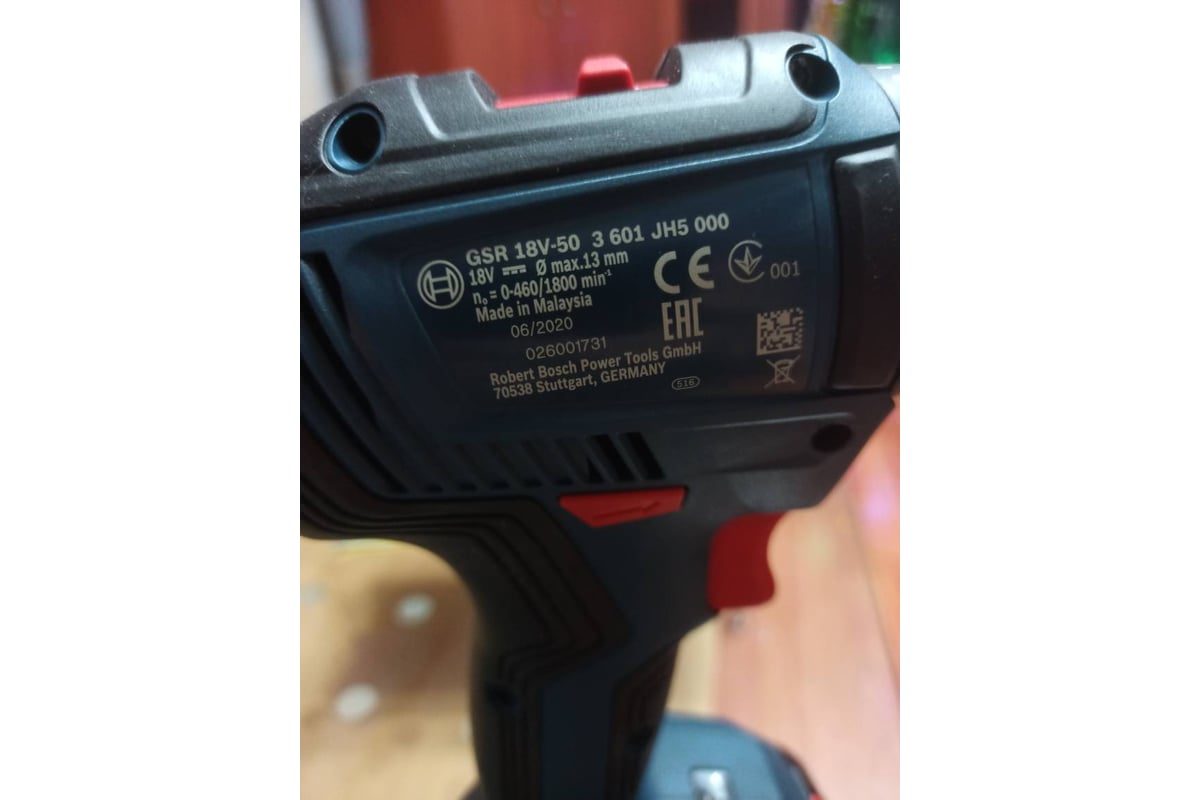 GSR 18V-50 3 601 JH5 000
18V ⎓ Ø max.13 mm
n₀ = 0-460/1800 min⁻¹
Made in Malaysia
06/2020
026001731
Robert Bosch Power Tools GmbH
70538 Stuttgart, GERMANY
CE
001
EAC
516